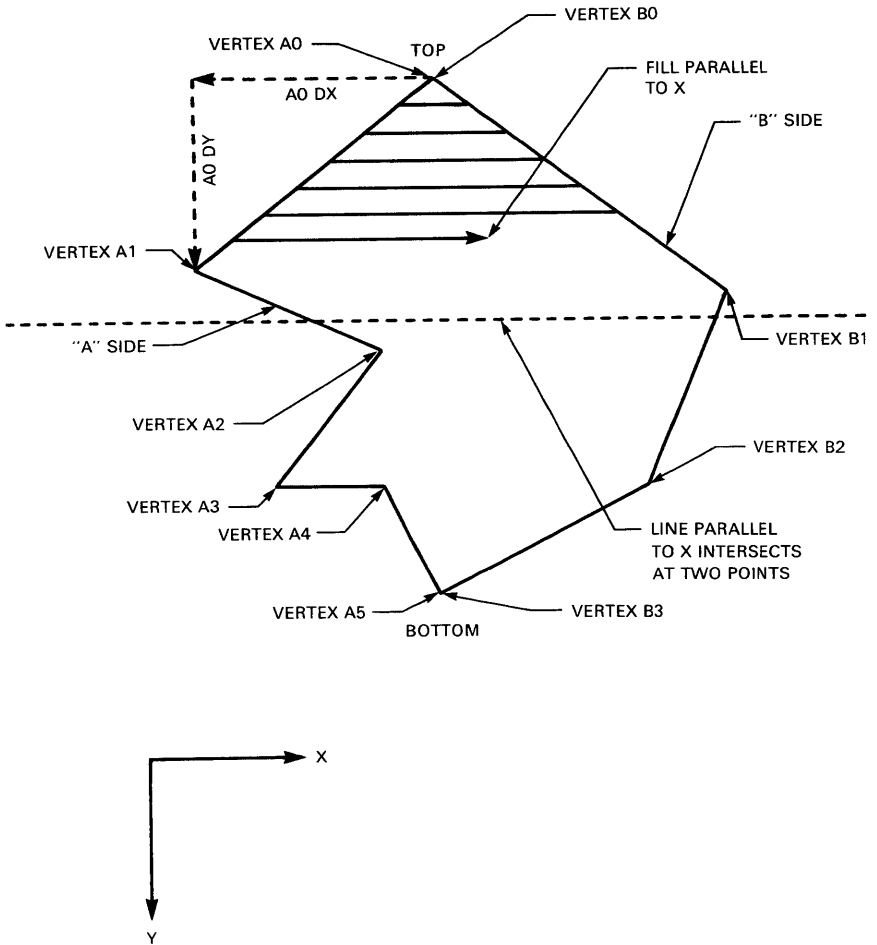 VERTEX B0
VERTEX A0
TOP
FILL PARALLEL
TO X
A0 DX
"B" SIDE
A0 DY
VERTEX A1
"A" SIDE
VERTEX B1
VERTEX A2
VERTEX B2
VERTEX A3
VERTEX A4
LINE PARALLEL
TO X INTERSECTS
AT TWO POINTS
VERTEX A5
VERTEX B3
BOTTOM
X
Y